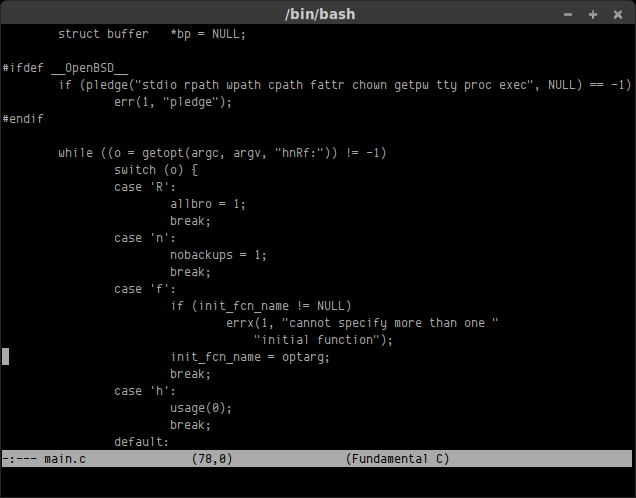 /bin/bash
struct buffer   *bp = NULL;
#ifdef __OpenBSD__
if (pledge("stdio rpath wpath cpath fattr chown getpw tty proc exec", NULL) == -1)
err(1, "pledge");
#endif
while ((o = getopt(argc, argv, "hnRf:")) != -1)
switch (o) {
case 'R':
allbro = 1;
break;
case 'n':
nobackups = 1;
break;
case 'f':
if (init_fcn_name != NULL)
errx(1, "cannot specify more than one "
"initial function");
init_fcn_name = optarg;
break;
case 'h':
usage(0);
break;
default:
-:--- main.c               (78,0)                (Fundamental C)